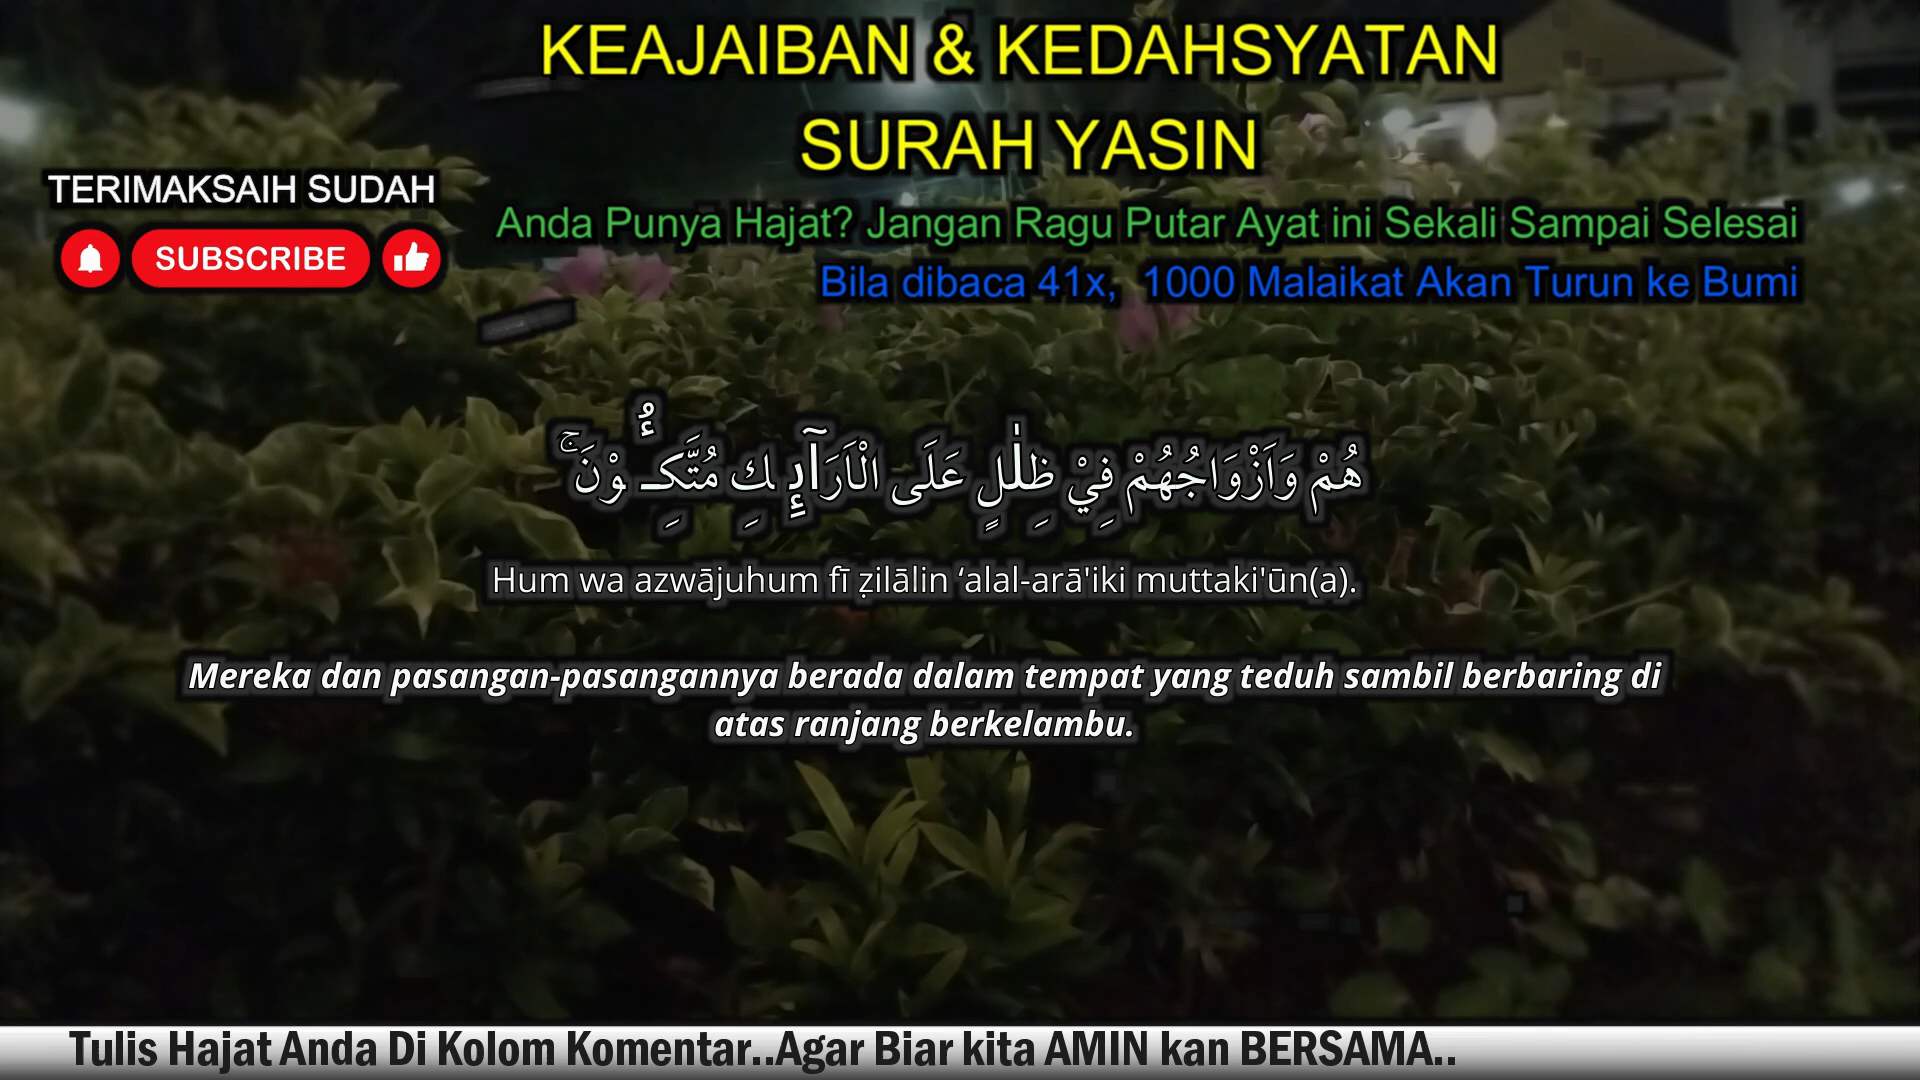 KEAJAIBAN & KEDAHSYATAN
SURAH YASIN
TERIMAKSAIH SUDAH
SUBSCRIBE
Anda Punya Hajat? Jangan Ragu Putar Ayat ini Sekali Sampai Selesai
Bila dibaca 41x, 1000 Malaikat Akan Turun ke Bumi
هُمْ وَاَزْوَاجُهُمْ فِيْ ظِلٰلٍ عَلَى الْاَرَاۤىِٕكِ مُتَّكِـُٔوْنَ ۚ
Hum wa azwājuhum fī ẓilālin ‘alal-arā'iki muttaki'ūn(a).
Mereka dan pasangan-pasangannya berada dalam tempat yang teduh sambil berbaring di
atas ranjang berkelambu.
Tulis Hajat Anda Di Kolom Komentar..Agar Biar kita AMIN kan BERSAMA..